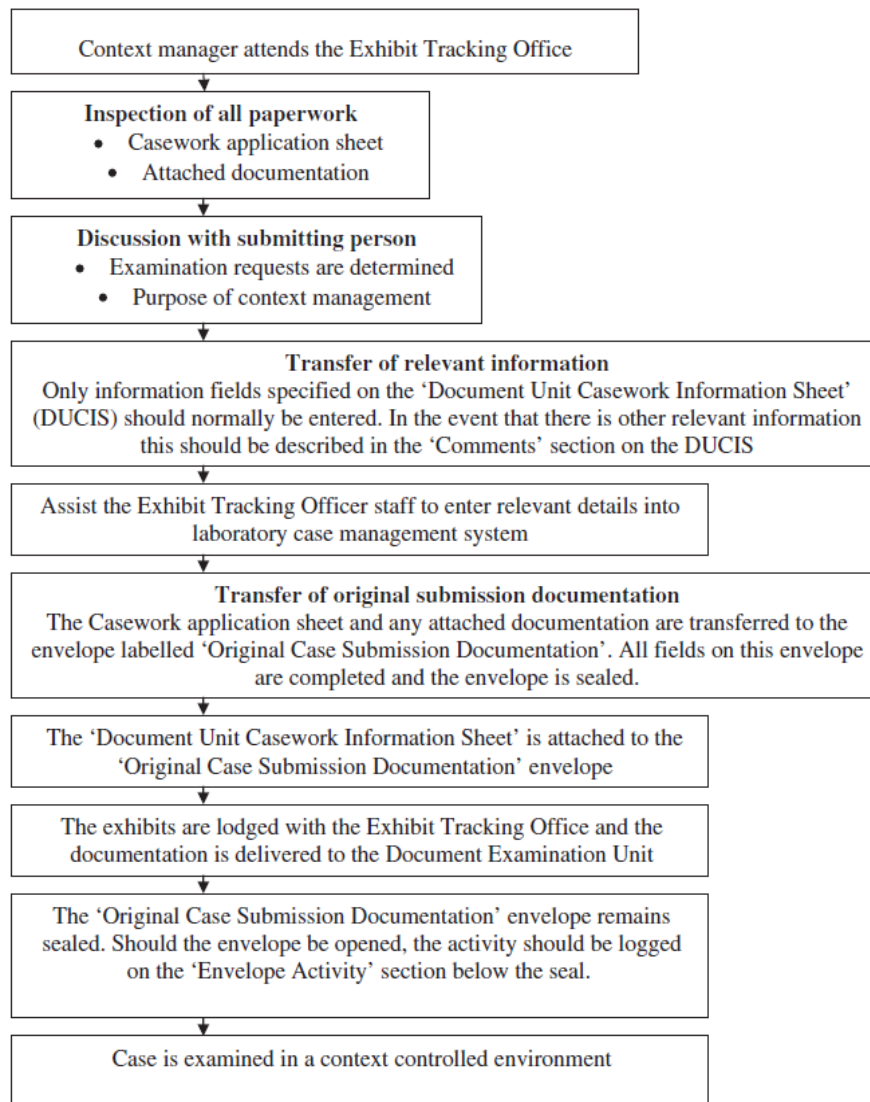 Context manager attends the Exhibit Tracking Office
Inspection of all paperwork
• Casework application sheet
• Attached documentation
Discussion with submitting person
• Examination requests are determined
• Purpose of context management
Transfer of relevant information
Only information fields specified on the ‘Document Unit Casework Information Sheet’
(DUCIS) should normally be entered. In the event that there is other relevant information
this should be described in the ‘Comments’ section on the DUCIS
Assist the Exhibit Tracking Officer staff to enter relevant details into
laboratory case management system
Transfer of original submission documentation
The Casework application sheet and any attached documentation are transferred to the
envelope labelled ‘Original Case Submission Documentation’. All fields on this envelope
are completed and the envelope is sealed.
The ‘Document Unit Casework Information Sheet’ is attached to the
‘Original Case Submission Documentation’ envelope
The exhibits are lodged with the Exhibit Tracking Office and the
documentation is delivered to the Document Examination Unit
The ‘Original Case Submission Documentation’ envelope remains
sealed. Should the envelope be opened, the activity should be logged
on the ‘Envelope Activity’ section below the seal.
Case is examined in a context controlled environment